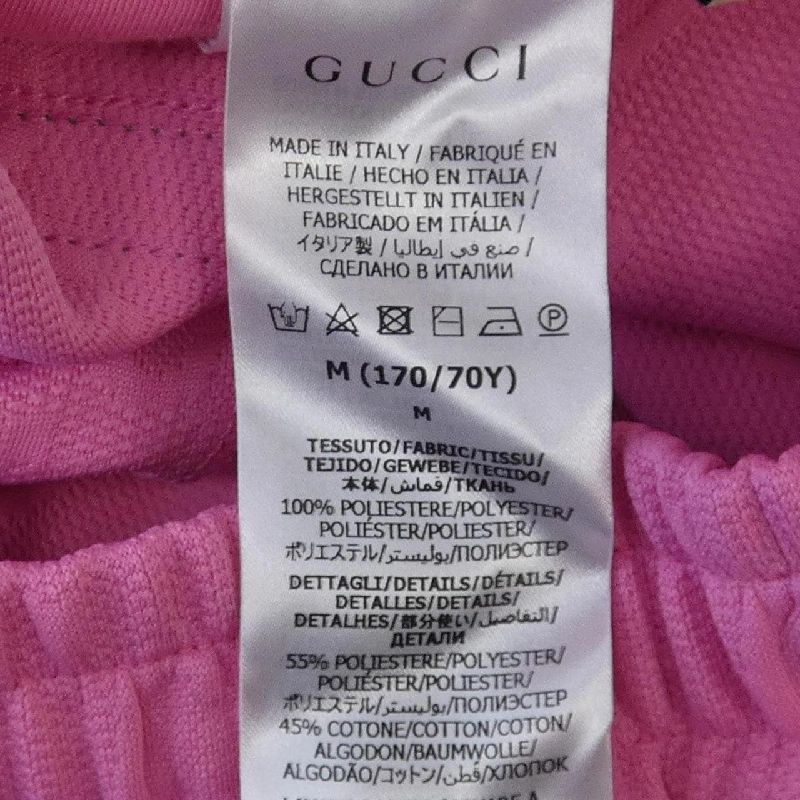 GUCCI
MADE IN ITALY / FABRIQUÉ EN
ITALIE / HECHO EN ITALIA /
HERGESTELLT IN ITALIEN /
FABRICADO EM ITÁLIA /
イタリア製 / صنع في إيطاليا /
СДЕЛАНО В ИТАЛИИ
P
M (170/70Y)
M
TESSUTO/FABRIC/TISSU/
TEJIDO/GEWEBE/TECIDO/
本体/قماش/ТКАНЬ
100% POLIESTERE/POLYESTER/
POLIÉSTER/POLIESTER/
ポリエステル/بوليستر/ПОЛИЭСТЕР
DETTAGLI/DETAILS/DÉTAILS/
DETALLES/DETAILS/
DETALHES/部分使い/التفاصيل/
ДЕТАЛИ
55% POLIESTERE/POLYESTER/
POLIÉSTER/POLIESTER/
ポリエステル/بوليستر/ПОЛИЭСТЕР
45% COTONE/COTTON/COTON/
ALGODON/BAUMWOLLE/
ALGODÃO/コットン/قطن/ХЛОПОК